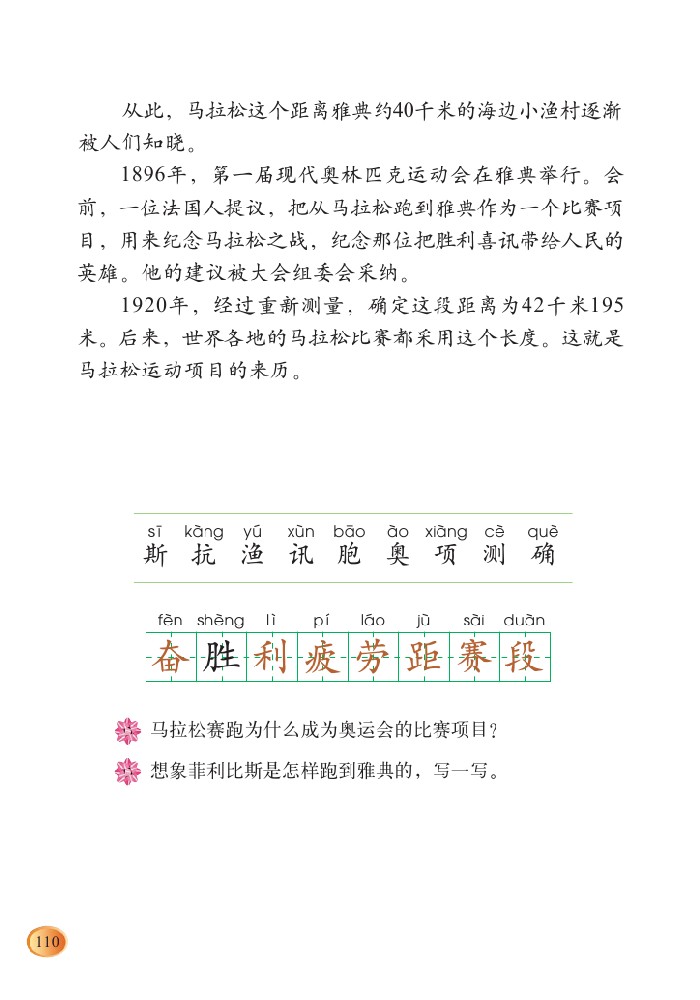 从此，马拉松这个距离雅典约40千米的海边小渔村逐渐
被人们知晓。
1896年，第一届现代奥林匹克运动会在雅典举行。会
前，一位法国人提议，把从马拉松跑到雅典作为一个比赛项
目，用来纪念马拉松之战，纪念那位把胜利喜讯带给人民的
英雄。他的建议被大会组委会采纳。
1920年，经过重新测量，确定这段距离为42千米195
米。后来，世界各地的马拉松比赛都采用这个长度。这就是
马拉松运动项目的来历。
sī kàng yú xùn bāo ào xiàng cè què
斯 抗 渔 讯 胞 奥 项 测 确
fèn shèng lì pí láo jù sài duàn
奋 胜 利 疲 劳 距 赛 段
马拉松赛跑为什么成为奥运会的比赛项目？
想象菲利比斯是怎样跑到雅典的，写一写。
110